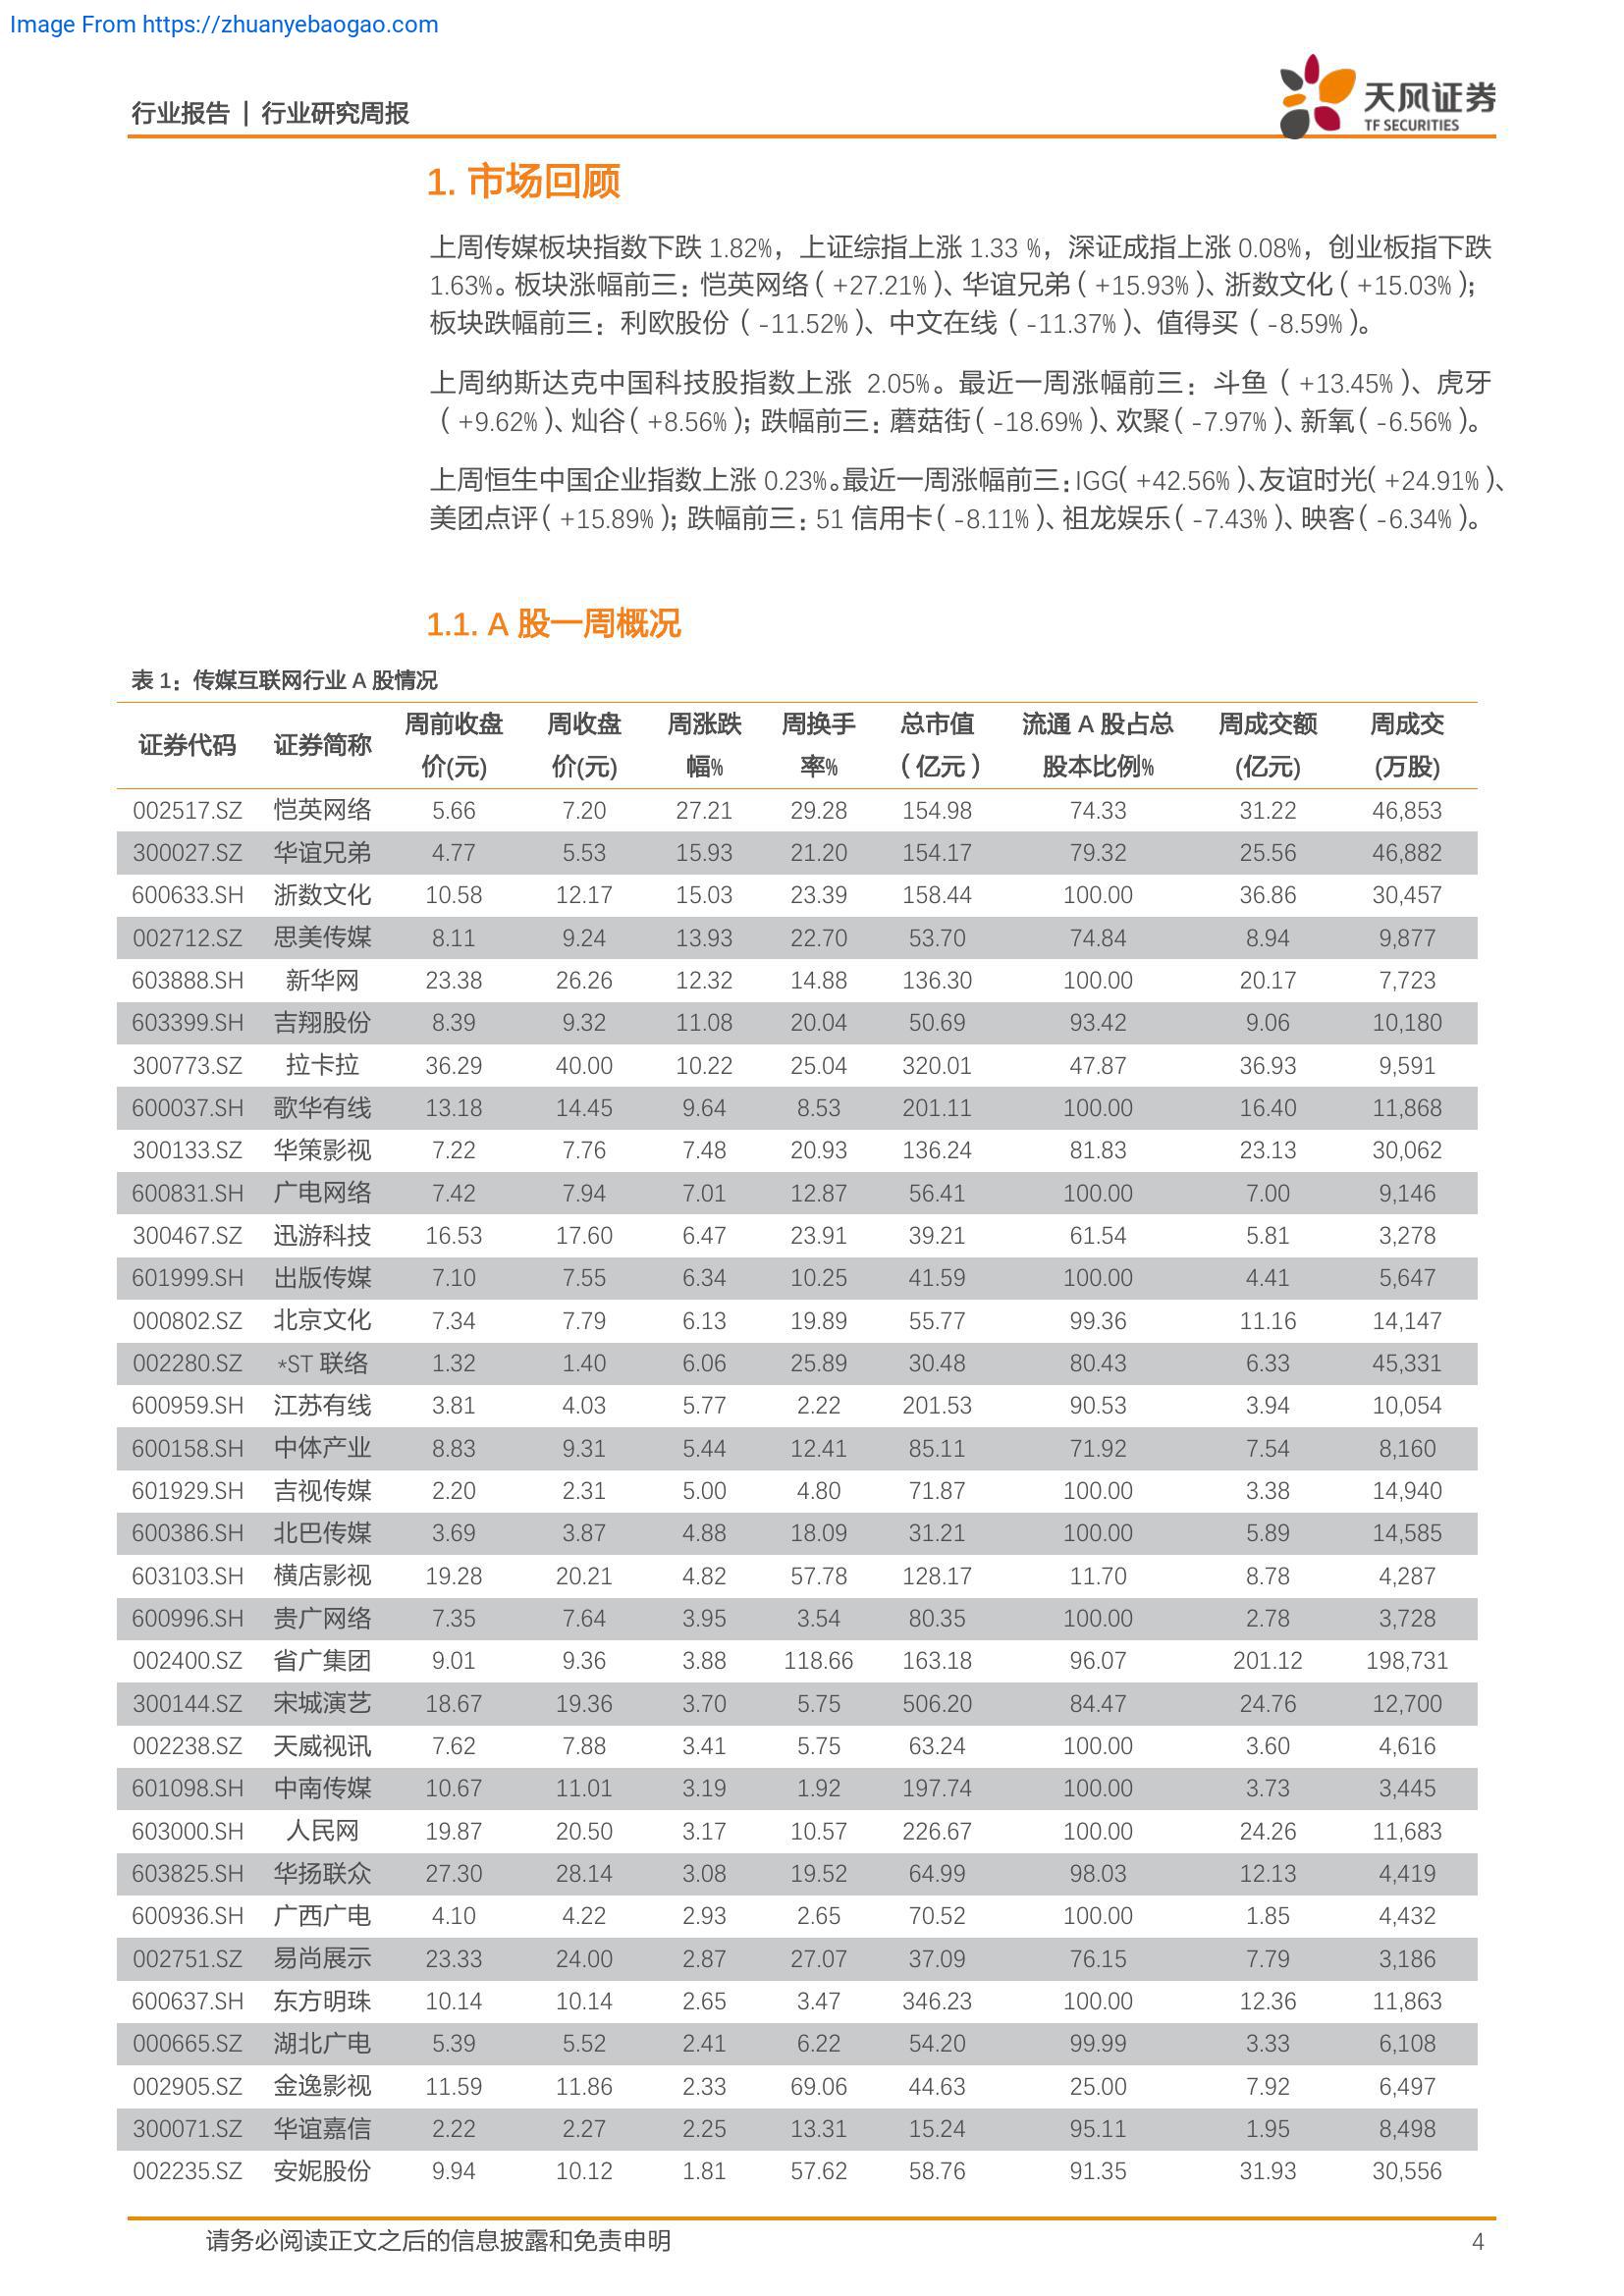 Image From https://zhuanyebaogao.com
行业报告 | 行业研究周报
天风证券
TF SECURITIES
1. 市场回顾
上周传媒板块指数下跌 1.82%，上证综指上涨 1.33 %，深证成指上涨 0.08%，创业板指下跌
1.63%。板块涨幅前三：恺英网络（ +27.21% ）、华谊兄弟（ +15.93% ）、浙数文化（ +15.03% ）；
板块跌幅前三：利欧股份（ -11.52% ）、中文在线（ -11.37% ）、值得买（ -8.59% ）。
上周纳斯达克中国科技股指数上涨 2.05%。最近一周涨幅前三：斗鱼（ +13.45% ）、虎牙
（ +9.62% ）、灿谷（ +8.56% ）；跌幅前三：蘑菇街（ -18.69% ）、欢聚（ -7.97% ）、新氧（ -6.56% ）。
上周恒生中国企业指数上涨 0.23%。最近一周涨幅前三：IGG（ +42.56% ）、友谊时光（ +24.91% ）、
美团点评（ +15.89% ）；跌幅前三：51 信用卡（ -8.11% ）、祖龙娱乐（ -7.43% ）、映客（ -6.34% ）。
1.1. A 股一周概况
表 1：传媒互联网行业 A 股情况
证券代码 证券简称 周前收盘价(元) 周收盘价(元) 周涨跌幅% 周换手率% 总市值（亿元） 流通 A 股占总股本比例% 周成交额(亿元) 周成交(万股)
002517.SZ 恺英网络 5.66 7.20 27.21 29.28 154.98 74.33 31.22 46,853
300027.SZ 华谊兄弟 4.77 5.53 15.93 21.20 154.17 79.32 25.56 46,882
600633.SH 浙数文化 10.58 12.17 15.03 23.39 158.44 100.00 36.86 30,457
002712.SZ 思美传媒 8.11 9.24 13.93 22.70 53.70 74.84 8.94 9,877
603888.SH 新华网 23.38 26.26 12.32 14.88 136.30 100.00 20.17 7,723
603399.SH 吉翔股份 8.39 9.32 11.08 20.04 50.69 93.42 9.06 10,180
300773.SZ 拉卡拉 36.29 40.00 10.22 25.04 320.01 47.87 36.93 9,591
600037.SH 歌华有线 13.18 14.45 9.64 8.53 201.11 100.00 16.40 11,868
300133.SZ 华策影视 7.22 7.76 7.48 20.93 136.24 81.83 23.13 30,062
600831.SH 广电网络 7.42 7.94 7.01 12.87 56.41 100.00 7.00 9,146
300467.SZ 迅游科技 16.53 17.60 6.47 23.91 39.21 61.54 5.81 3,278
601999.SH 出版传媒 7.10 7.55 6.34 10.25 41.59 100.00 4.41 5,647
000802.SZ 北京文化 7.34 7.79 6.13 19.89 55.77 99.36 11.16 14,147
002280.SZ *ST 联络 1.32 1.40 6.06 25.89 30.48 80.43 6.33 45,331
600959.SH 江苏有线 3.81 4.03 5.77 2.22 201.53 90.53 3.94 10,054
600158.SH 中体产业 8.83 9.31 5.44 12.41 85.11 71.92 7.54 8,160
601929.SH 吉视传媒 2.20 2.31 5.00 4.80 71.87 100.00 3.38 14,940
600386.SH 北巴传媒 3.69 3.87 4.88 18.09 31.21 100.00 5.89 14,585
603103.SH 横店影视 19.28 20.21 4.82 57.78 128.17 11.70 8.78 4,287
600996.SH 贵广网络 7.35 7.64 3.95 3.54 80.35 100.00 2.78 3,728
002400.SZ 省广集团 9.01 9.36 3.88 118.66 163.18 96.07 201.12 198,731
300144.SZ 宋城演艺 18.67 19.36 3.70 5.75 506.20 84.47 24.76 12,700
002238.SZ 天威视讯 7.62 7.88 3.41 5.75 63.24 100.00 3.60 4,616
601098.SH 中南传媒 10.67 11.01 3.19 1.92 197.74 100.00 3.73 3,445
603000.SH 人民网 19.87 20.50 3.17 10.57 226.67 100.00 24.26 11,683
603825.SH 华扬联众 27.30 28.14 3.08 19.52 64.99 98.03 12.13 4,419
600936.SH 广西广电 4.10 4.22 2.93 2.65 70.52 100.00 1.85 4,432
002751.SZ 易尚展示 23.33 24.00 2.87 27.07 37.09 76.15 7.79 3,186
600637.SH 东方明珠 10.14 10.14 2.65 3.47 346.23 100.00 12.36 11,863
000665.SZ 湖北广电 5.39 5.52 2.41 6.22 54.20 99.99 3.33 6,108
002905.SZ 金逸影视 11.59 11.86 2.33 69.06 44.63 25.00 7.92 6,497
300071.SZ 华谊嘉信 2.22 2.27 2.25 13.31 15.24 95.11 1.95 8,498
002235.SZ 安妮股份 9.94 10.12 1.81 57.62 58.76 91.35 31.93 30,556
请务必阅读正文之后的信息披露和免责申明 4